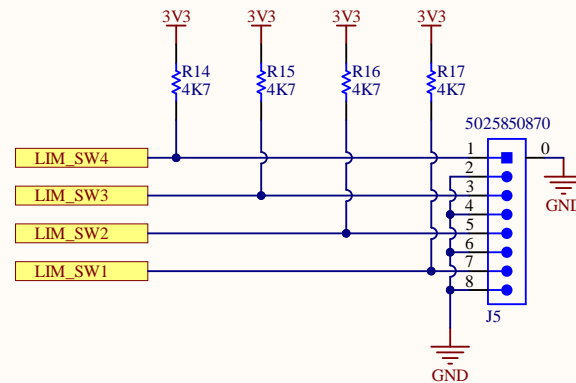 3V3 3V3 3V3 3V3
R14 R15 R16 R17
4K7 4K7 4K7 4K7
5025850870
LIM_SW4 1 0
2
LIM_SW3 3 GND
4
LIM_SW2 5
6
LIM_SW1 7
8
J5
GND